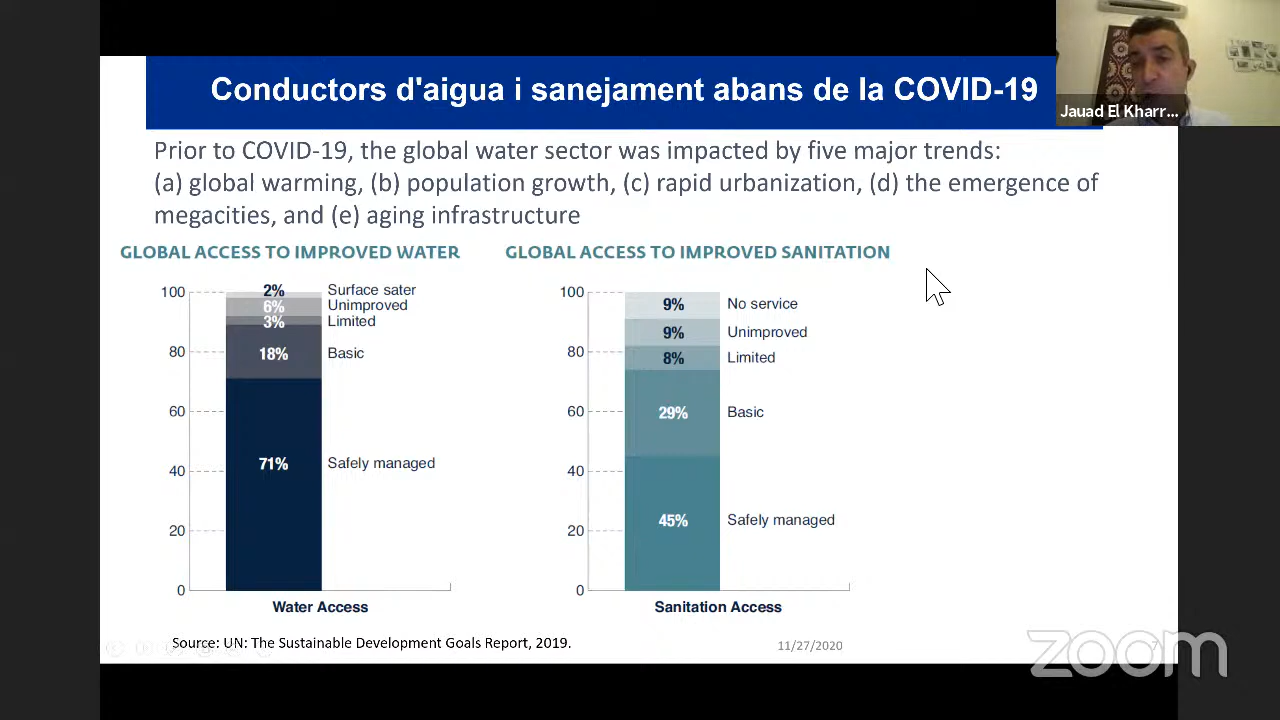 Conductors d'aigua i sanejament abans de la COVID-19
Jauad El Kharr...
Prior to COVID-19, the global water sector was impacted by five major trends:
(a) global warming, (b) population growth, (c) rapid urbanization, (d) the emergence of
megacities, and (e) aging infrastructure
GLOBAL ACCESS TO IMPROVED WATER
100
80
60
40
20
0
2%
6%
3%
18%
71%
Surface sater
Unimproved
Limited
Basic
Safely managed
Water Access
GLOBAL ACCESS TO IMPROVED SANITATION
100
80
60
40
20
0
9%
9%
8%
29%
45%
No service
Unimproved
Limited
Basic
Safely managed
Sanitation Access
Source: UN: The Sustainable Development Goals Report, 2019.
11/27/2020
7
zoom